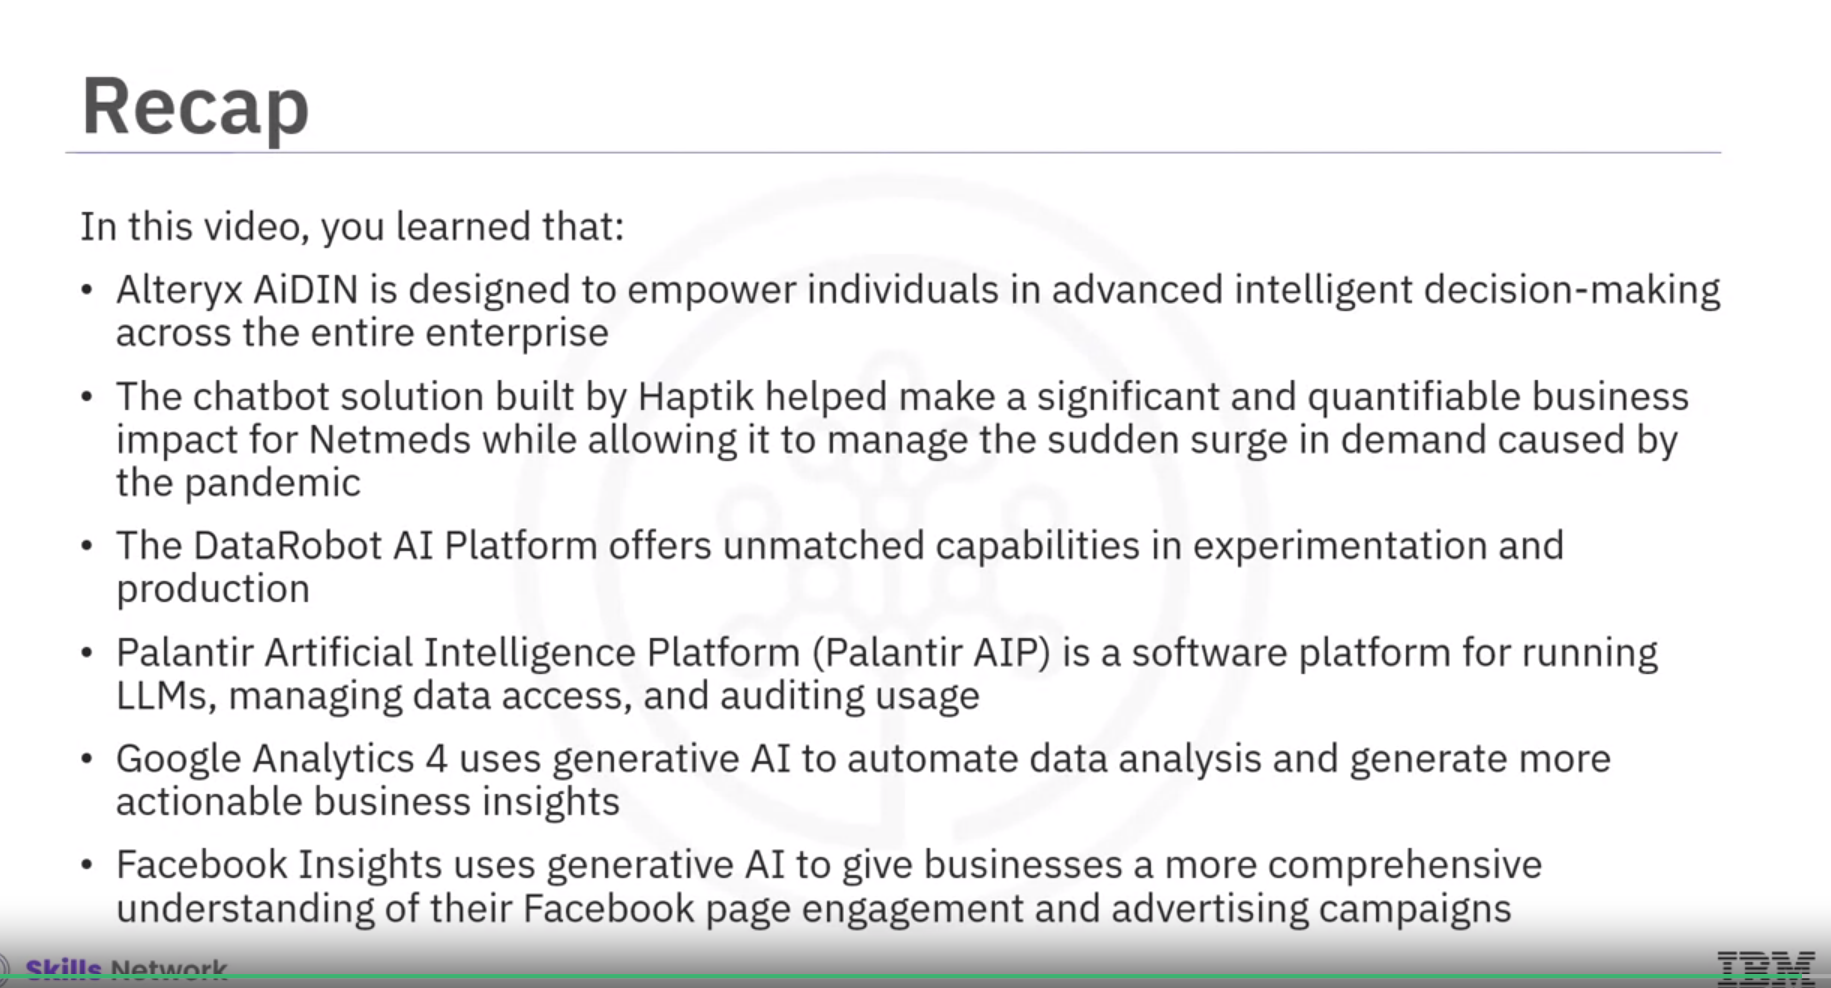 Recap
In this video, you learned that:
• Alteryx AiDIN is designed to empower individuals in advanced intelligent decision-making
across the entire enterprise
• The chatbot solution built by Haptik helped make a significant and quantifiable business
impact for Netmeds while allowing it to manage the sudden surge in demand caused by
the pandemic
• The DataRobot AI Platform offers unmatched capabilities in experimentation and
production
• Palantir Artificial Intelligence Platform (Palantir AIP) is a software platform for running
LLMs, managing data access, and auditing usage
• Google Analytics 4 uses generative AI to automate data analysis and generate more
actionable business insights
• Facebook Insights uses generative AI to give businesses a more comprehensive
understanding of their Facebook page engagement and advertising campaigns
Skills Network
IBM